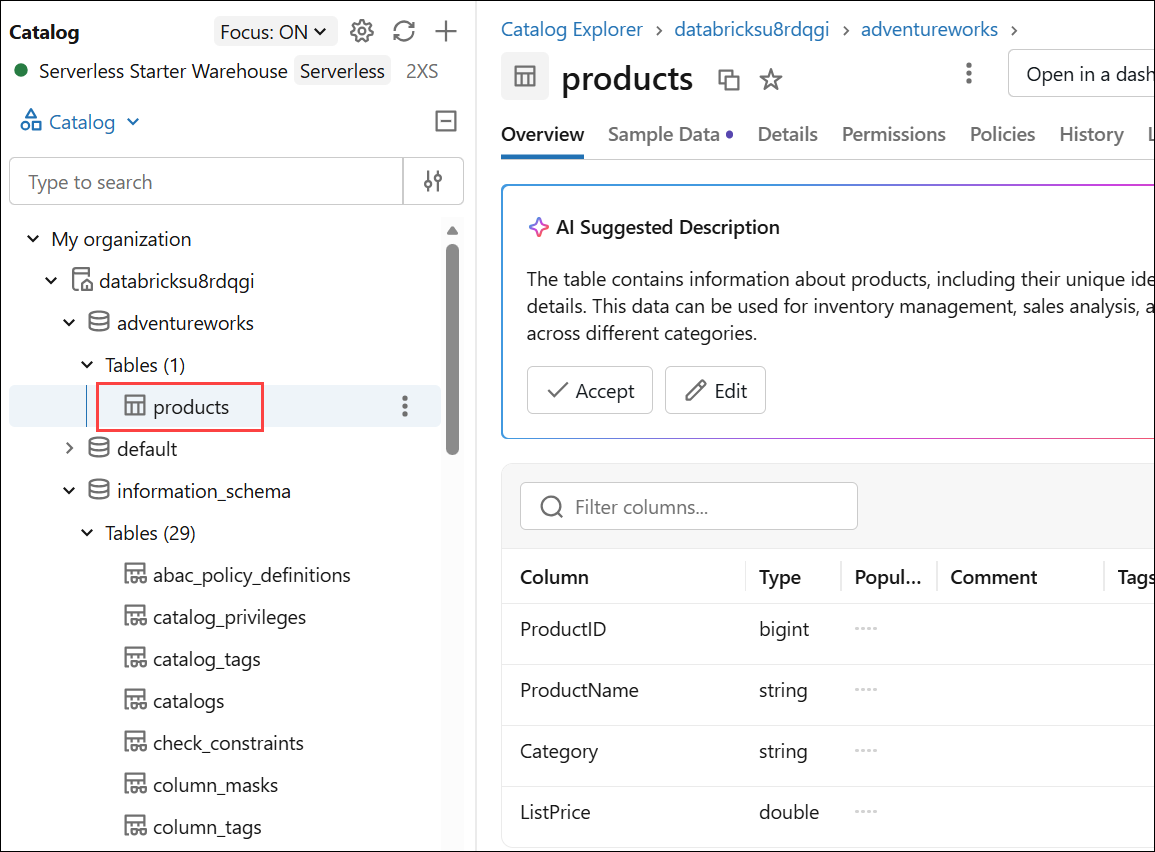 Catalog
Focus: ON
Serverless Starter Warehouse Serverless 2XS
Catalog
Type to search
My organization
databricksu8rdqgi
adventureworks
Tables (1)
products
default
information_schema
Tables (29)
abac_policy_definitions
catalog_privileges
catalog_tags
catalogs
check_constraints
column_masks
column_tags
Catalog Explorer › databricksu8rdqgi › adventureworks ›
products
Open in a dash
Overview Sample Data Details Permissions Policies History L
AI Suggested Description
The table contains information about products, including their unique ide
details. This data can be used for inventory management, sales analysis, a
across different categories.
Accept Edit
Filter columns...
Column Type Popul... Comment Tags
ProductID bigint
ProductName string
Category string
ListPrice double